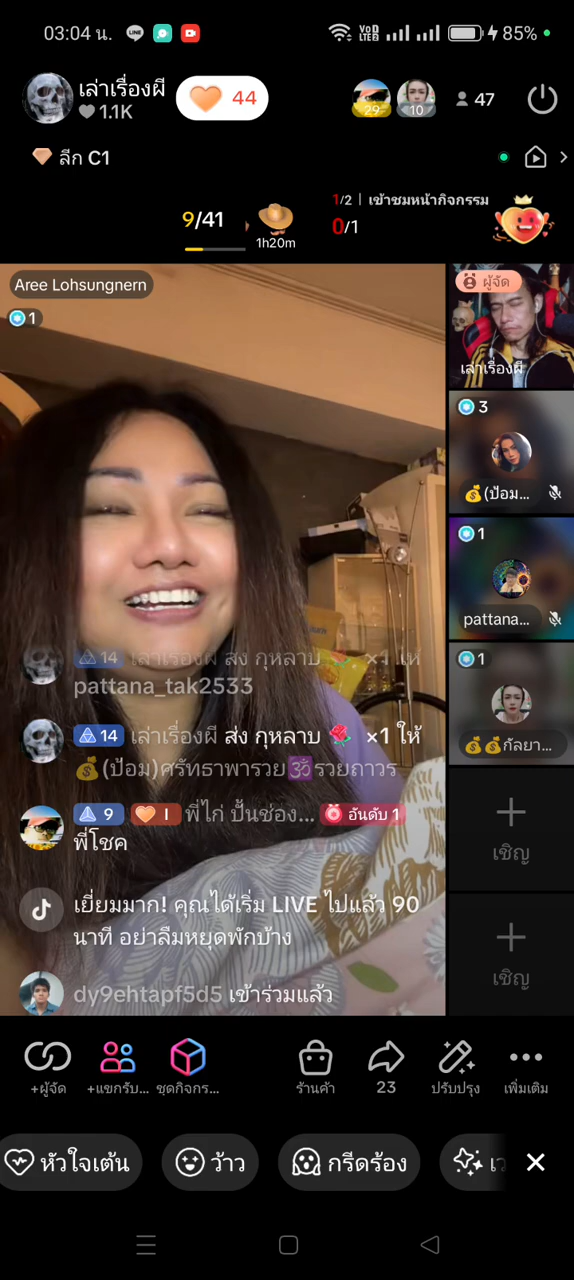 03:04 น.
VoD
LTE2
85%
เล่าเรื่องผี
1.1K
44
29
10
47
ลีก C1
9/41
1h20m
1/2 | เข้าชมหน้ากิจกรรม
0/1
Aree Lohsungnern
1
ผู้จัด
เล่าเรื่องผี
3
💰(ป้อม...
1
pattana...
1
💰💰กัลยา...
เชิญ
เชิญ
14 เล่าเรื่องผี ส่ง กุหลาบ 🌹 ×1 ให้
pattana_tak2533
14 เล่าเรื่องผี ส่ง กุหลาบ 🌹 ×1 ให้
💰(ป้อม)ศรัทธาพารวย🕉️รวยถาวร
9 I พี่ไก่ ปั้นช่อง... อันดับ 1
พี่โชค
เยี่ยมมาก! คุณได้เริ่ม LIVE ไปแล้ว 90
นาที อย่าลืมหยุดพักบ้าง
dy9ehtapf5d5 เข้าร่วมแล้ว
+ผู้จัด
+แขกรับ...
ชุดกิจกร...
ร้านค้า
23
ปรับปรุง
เพิ่มเติม
หัวใจเต้น
ว้าว
กรีดร้อง